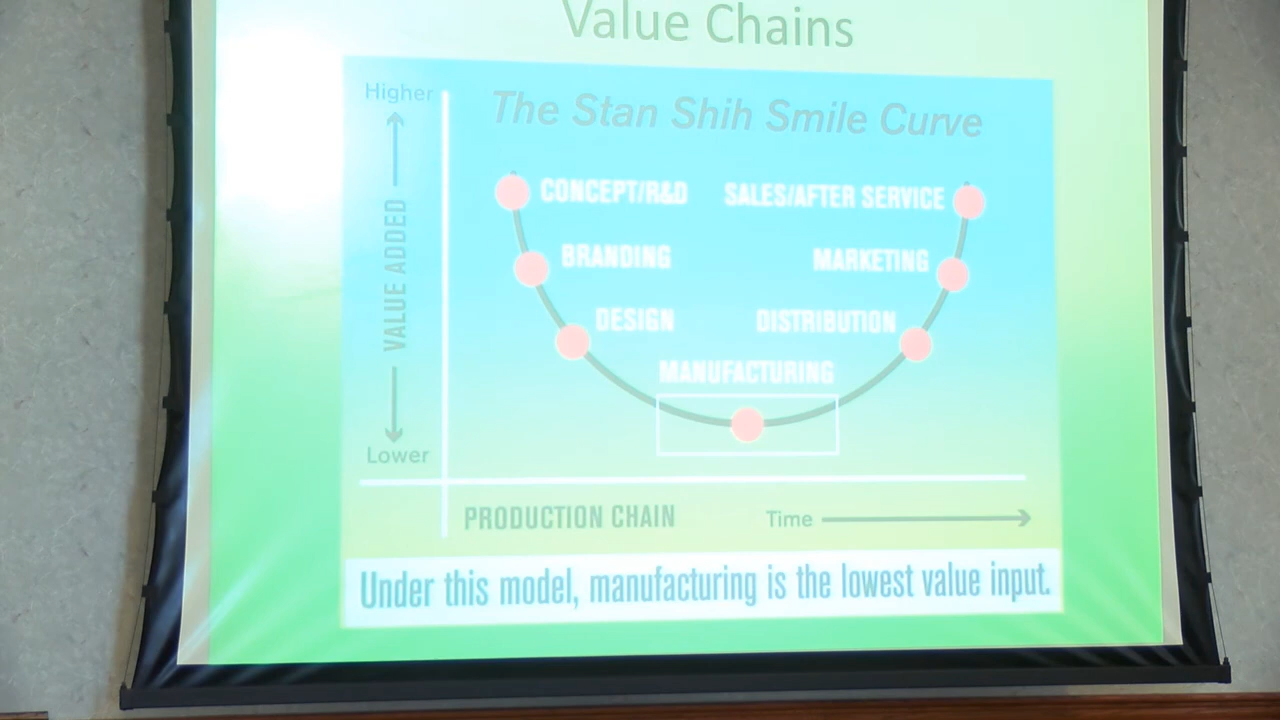 Value Chains
Higher
The Stan Shih Smile Curve
CONCEPT/R&D
SALES/AFTER SERVICE
VALUE ADDED
BRANDING
MARKETING
DESIGN
DISTRIBUTION
MANUFACTURING
Lower
PRODUCTION CHAIN
Time
Under this model, manufacturing is the lowest value input.